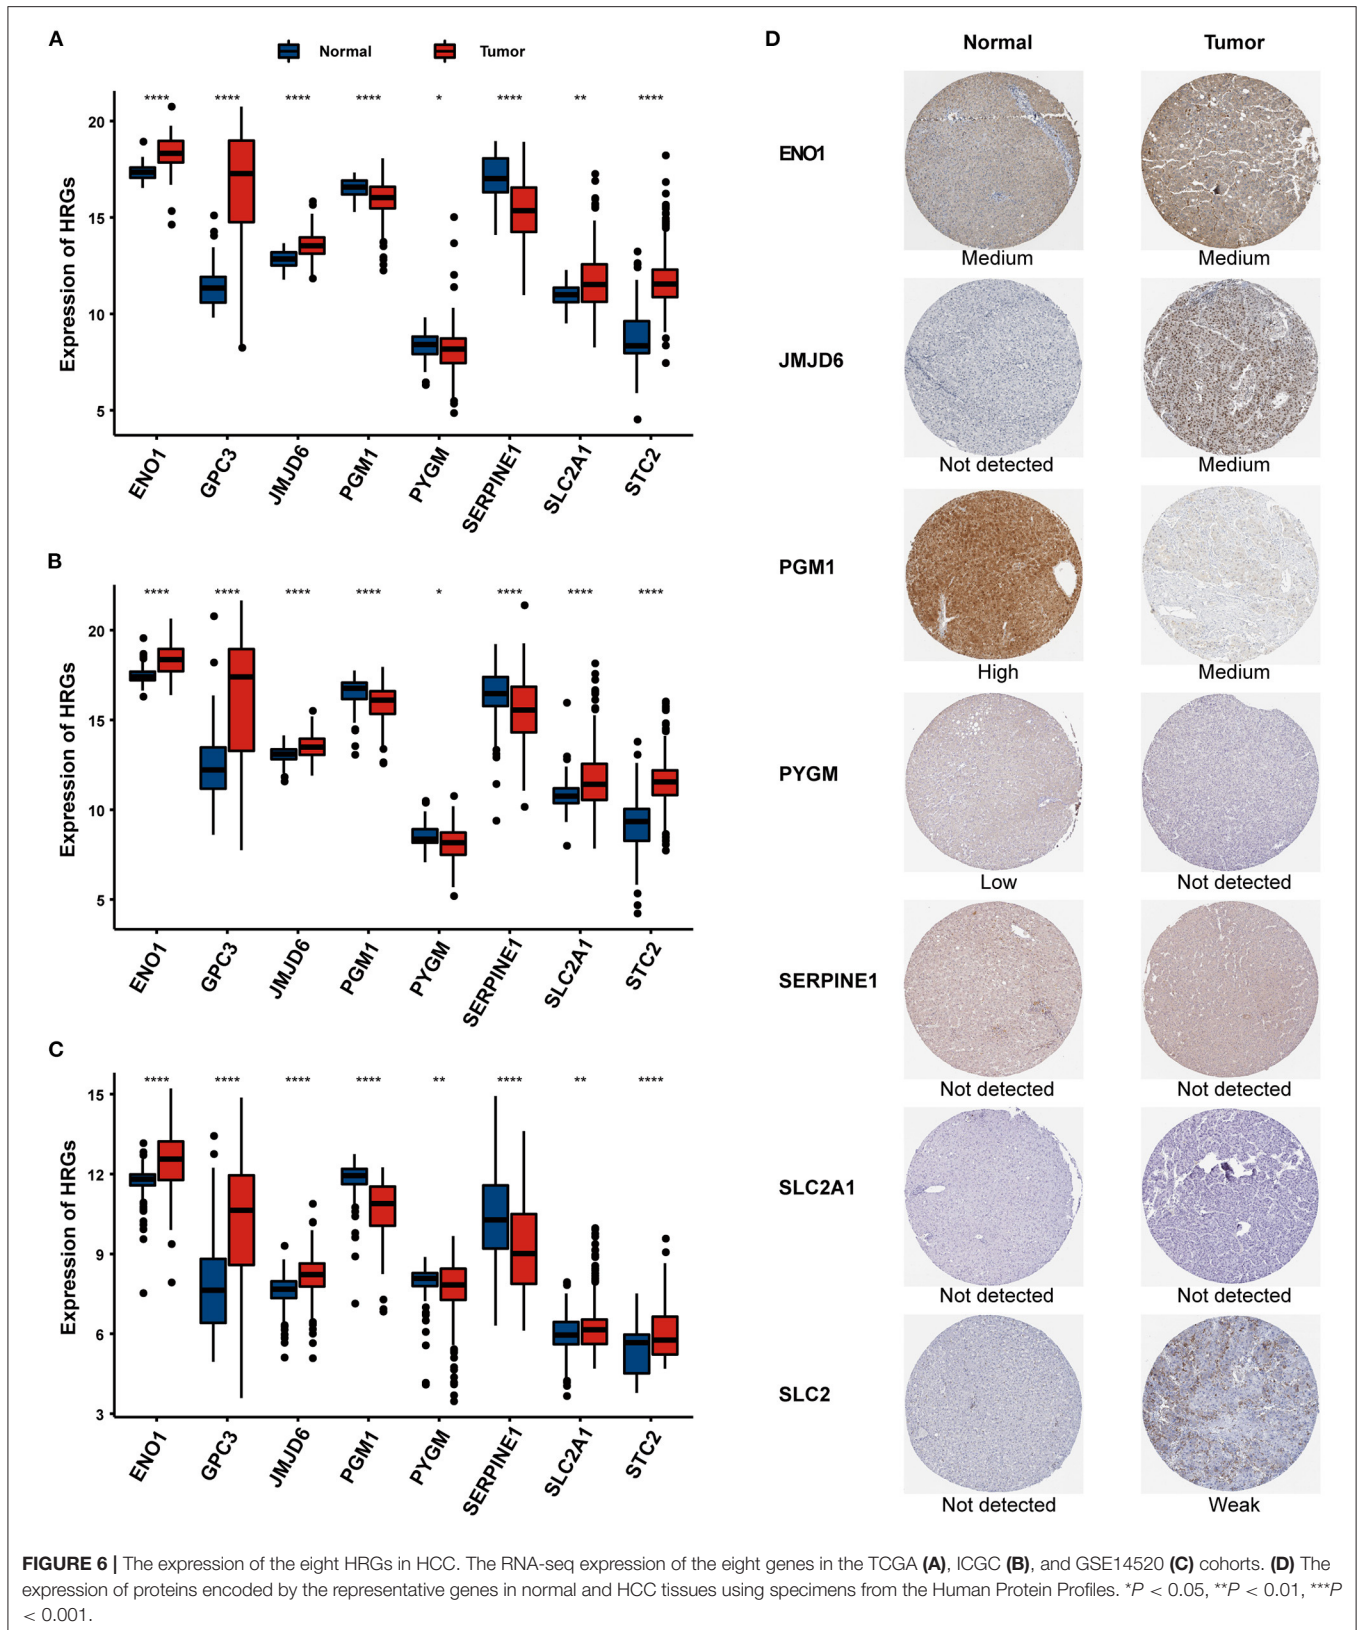 A
Normal
Tumor
Expression of HRGs
20
15
10
5
**** **** **** **** * **** ** ****
ENO1 GPC3 JMJD6 PGM1 PYGM SERPINE1 SLC2A1 STC2
B
Expression of HRGs
20
15
10
5
**** **** **** **** * **** **** ****
ENO1 GPC3 JMJD6 PGM1 PYGM SERPINE1 SLC2A1 STC2
C
Expression of HRGs
15
12
9
6
3
**** **** **** **** ** **** ** ****
ENO1 GPC3 JMJD6 PGM1 PYGM SERPINE1 SLC2A1 STC2
D
Normal Tumor
ENO1
Medium Medium
JMJD6
Not detected Medium
PGM1
High Medium
PYGM
Low Not detected
SERPINE1
Not detected Not detected
SLC2A1
Not detected Not detected
SLC2
Not detected Weak
FIGURE 6 | The expression of the eight HRGs in HCC. The RNA-seq expression of the eight genes in the TCGA (A), ICGC (B), and GSE14520 (C) cohorts. (D) The
expression of proteins encoded by the representative genes in normal and HCC tissues using specimens from the Human Protein Profiles. *P < 0.05, **P < 0.01, ***P
< 0.001.